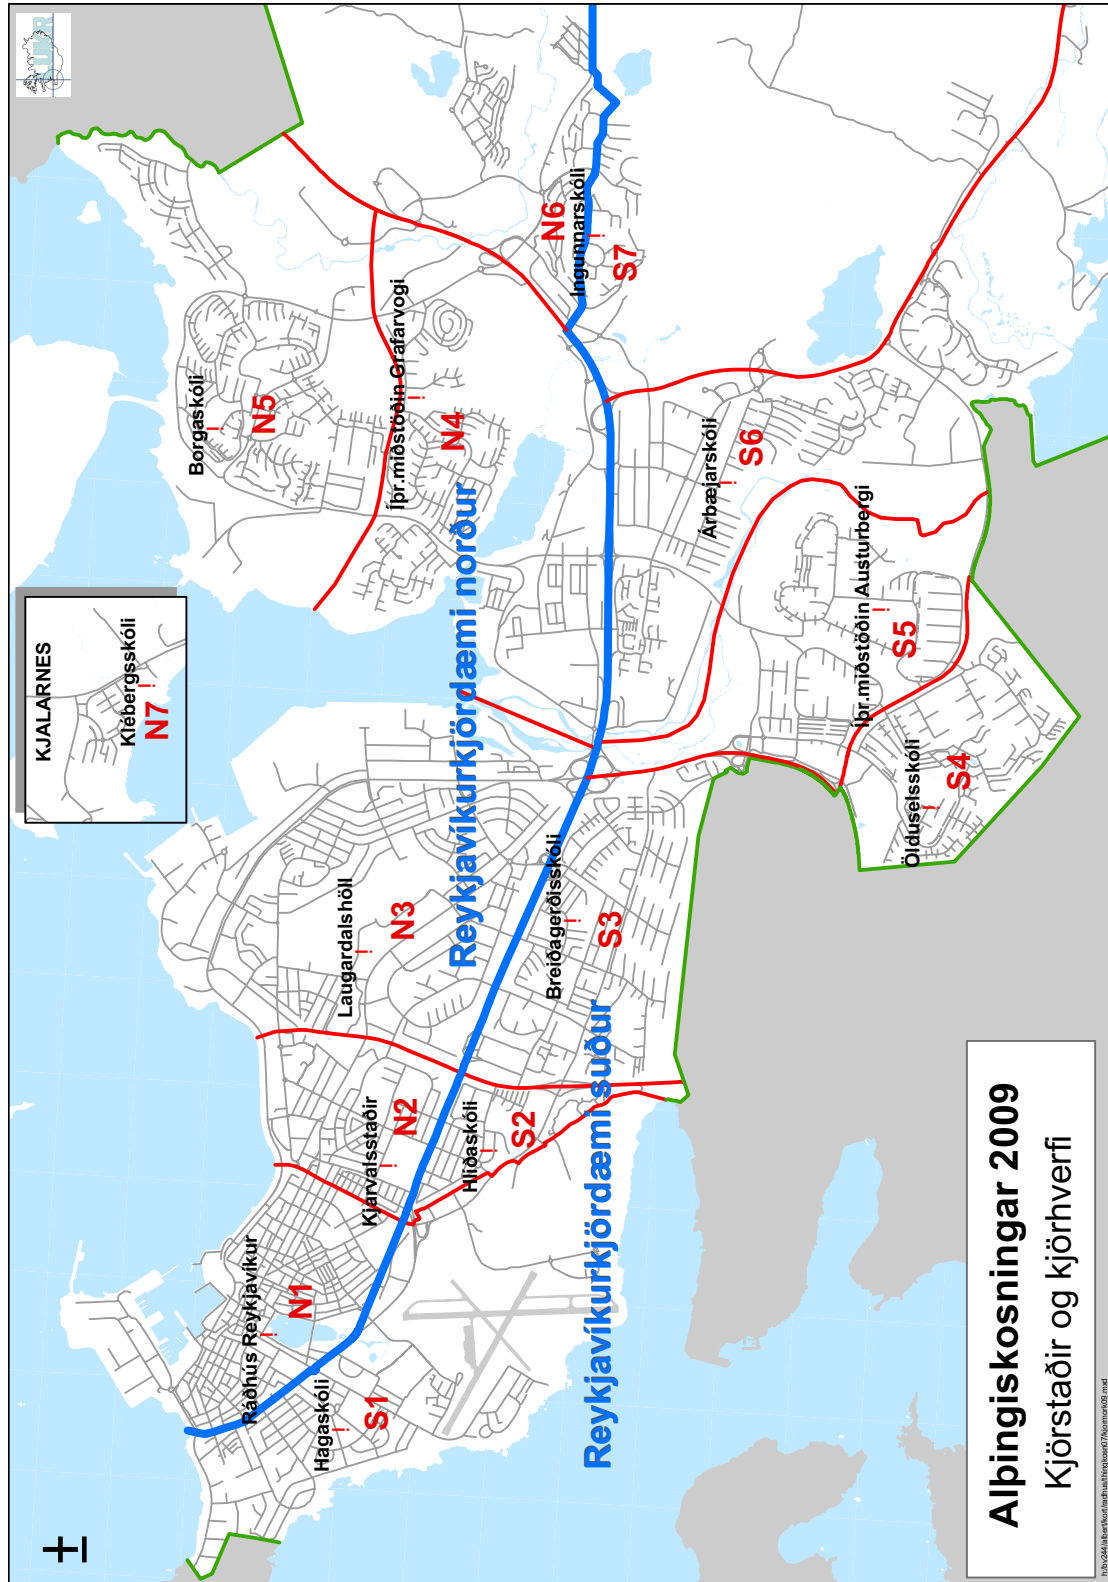 LUKR
KJALARNES
Klébergsskóli
N7
Borgaskóli
N5
Íþr.miðstöðin Grafarvogi
N4
N6
Ingunnarskóli
S7
Reykjavíkurkjördæmi norður
Árbæjarskóli
S6
Íþr.miðstöðin Austurbergi
S5
Ölduselsskóli
S4
Laugardalshöll
N3
Breiðagerðisskóli
S3
Kjarvalsstaðir
N2
Hlíðaskóli
S2
Ráðhús Reykjavíkur
N1
Hagaskóli
S1
Reykjavíkurkjördæmi suður
Alþingiskosningar 2009
Kjörstaðir og kjörhverfi